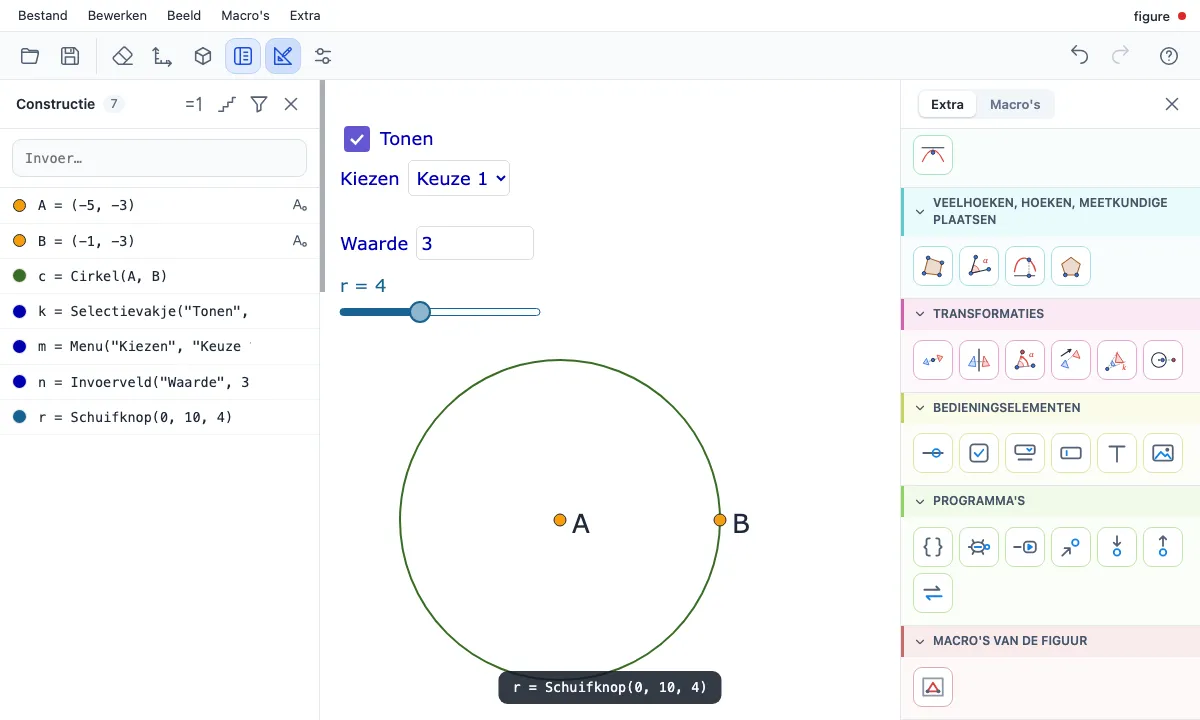 Bestand Bewerken Beeld Macro's Extra
figure
Constructie 7
=1
Invoer…
A = (−5, −3)
B = (−1, −3)
c = Cirkel(A, B)
k = Selectievakje("Tonen",
m = Menu("Kiezen", "Keuze
n = Invoerveld("Waarde", 3
r = Schuifknop(0, 10, 4)
Tonen
Kiezen Keuze 1
Waarde 3
r = 4
A
B
r = Schuifknop(0, 10, 4)
Extra Macro's
VEELHOEKEN, HOEKEN, MEETKUNDIGE
PLAATSEN
TRANSFORMATIES
BEDIENINGSELEMENTEN
PROGRAMMA'S
MACRO'S VAN DE FIGUUR